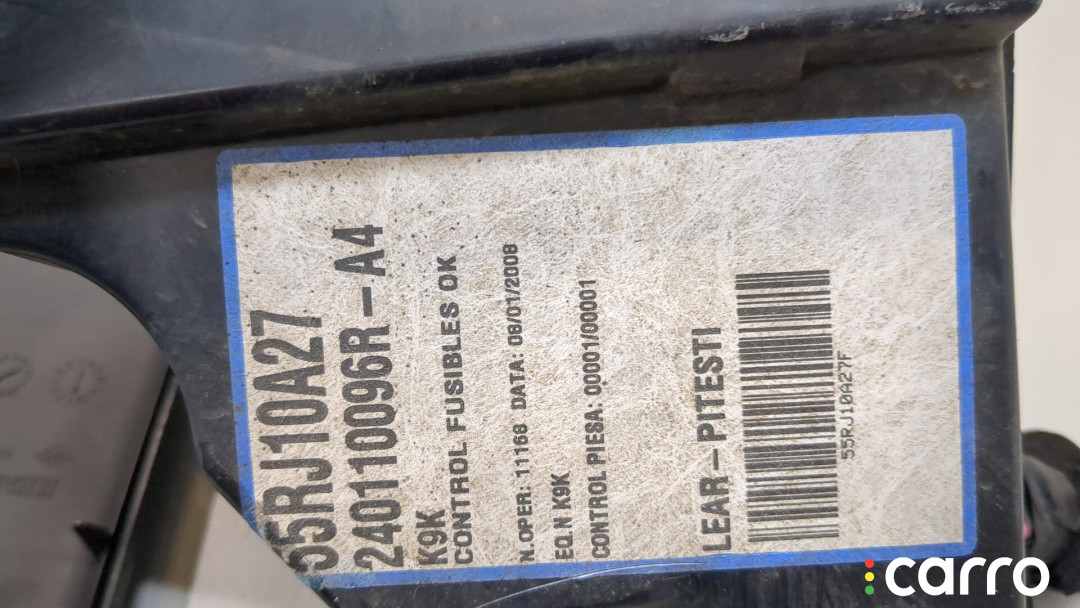 55RJ10A27
240110096R-A4
K9K
CONTROL FUSIBLES OK
N.OPER: 11168 DATA: 08/01/2008
EQ.N K9K
CONTROL PIESA: 00001/00001
LEAR-PITESTI
55RJ10A27F
carro